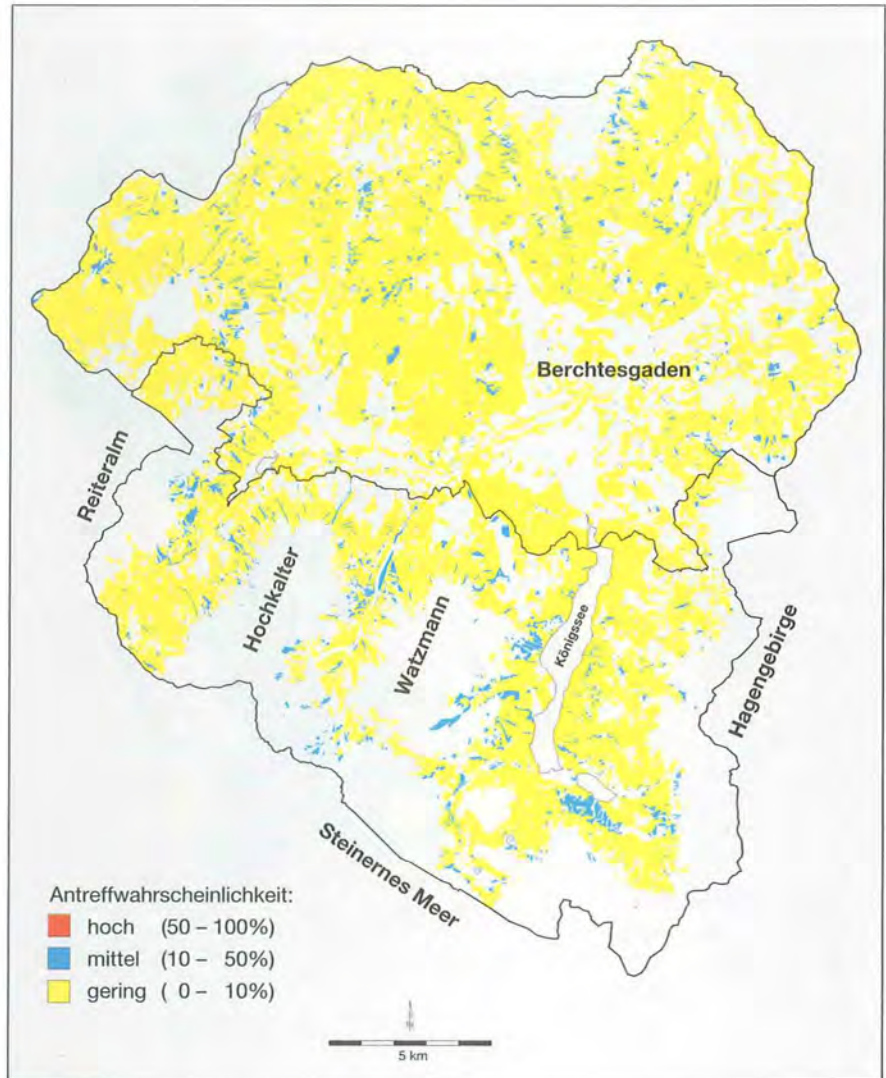 Berchtesgaden
Reiteralm
Hochkalter
Watzmann
Königssee
Hagengebirge
Steinernes Meer
Antreffwahrscheinlichkeit:
hoch (50 – 100%)
mittel (10 – 50%)
gering ( 0 – 10%)
5 km